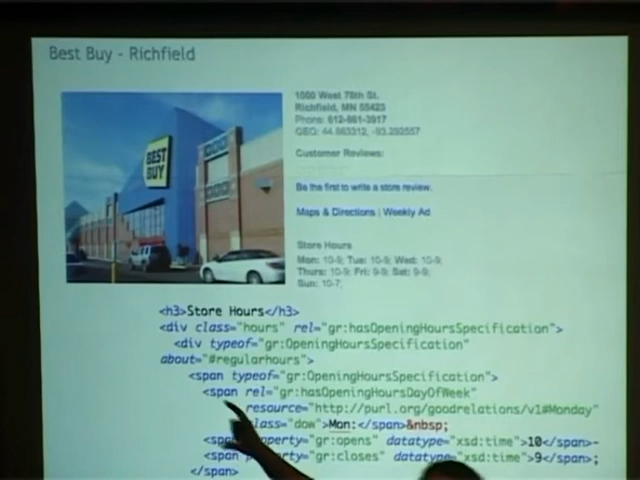 Best Buy - Richfield
BEST
BUY
1000 West 78th St.
Richfield, MN 55423
Phone: 612-861-3917
GEO: 44.863312, -93.292557
Customer Reviews:
Be the first to write a store review.
Maps & Directions | Weekly Ad
Store Hours
Mon: 10-9; Tue: 10-9; Wed: 10-9;
Thurs: 10-9; Fri: 9-9; Sat: 9-9;
Sun: 10-7;
<h3>Store Hours</h3>
<div class="hours" rel="gr:hasOpeningHoursSpecification">
<div typeof="gr:OpeningHoursSpecification"
about="#regularhours">
<span typeof="gr:OpeningHoursSpecification">
<span rel="gr:hasOpeningHoursDayOfWeek"
resource="http://purl.org/goodrelations/v1#Monday"
class="dow">Mon:</span>&nbsp;
property="gr:opens" datatype="xsd:time">10</span>-
property="gr:closes" datatype="xsd:time">9</span>;
</span>